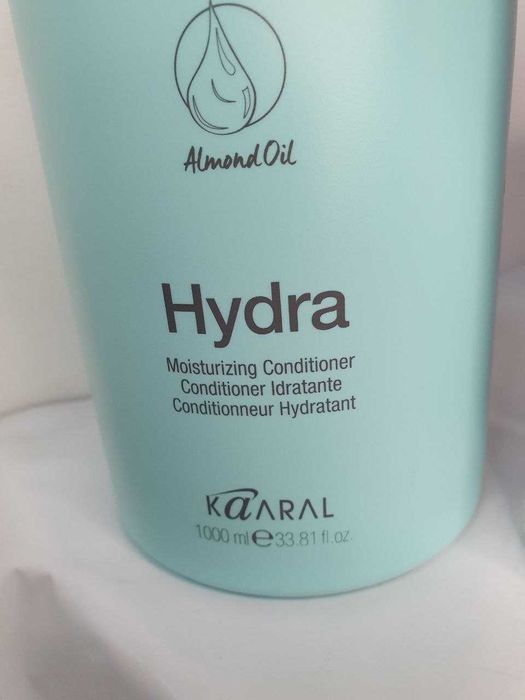 Almond Oil
Hydra
Moisturizing Conditioner
Conditioner Idratante
Conditionneur Hydratant
KAARAL
1000 ml ℮ 33.81 fl.oz.